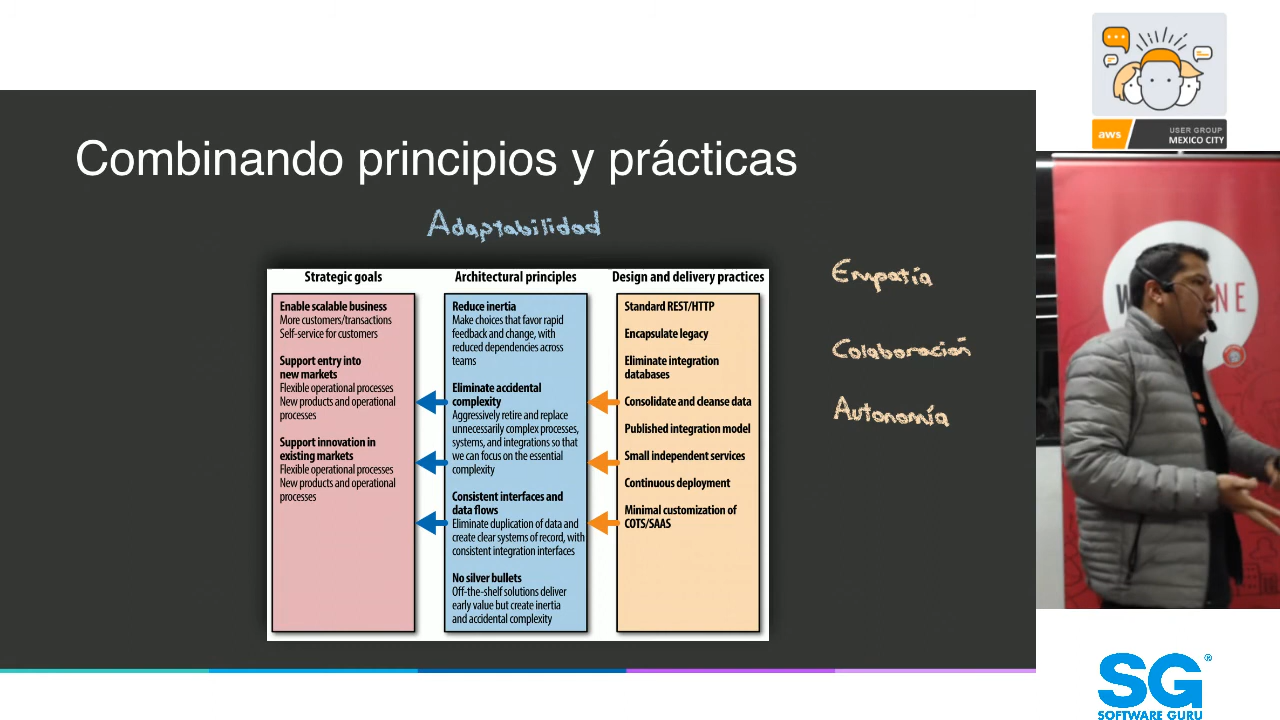 Combinando principios y prácticas
Adaptabilidad
Strategic goals
Enable scalable business
More customers/transactions
Self-service for customers
Support entry into
new markets
Flexible operational processes
New products and operational
processes
Support innovation in
existing markets
Flexible operational processes
New products and operational
processes
Architectural principles
Reduce inertia
Make choices that favor rapid
feedback and change, with
reduced dependencies across
teams
Eliminate accidental
complexity
Aggressively retire and replace
unnecessarily complex processes,
systems, and integrations so that
we can focus on the essential
complexity
Consistent interfaces and
data flows
Eliminate duplication of data and
create clear systems of record, with
consistent integration interfaces
No silver bullets
Off-the-shelf solutions deliver
early value but create inertia
and accidental complexity
Design and delivery practices
Standard REST/HTTP
Encapsulate legacy
Eliminate integration
databases
Consolidate and cleanse data
Published integration model
Small independent services
Continuous deployment
Minimal customization of
COTS/SAAS
Empatía
Colaboración
Autonomía
aws
USER GROUP
MEXICO CITY
SG®
SOFTWARE GURU